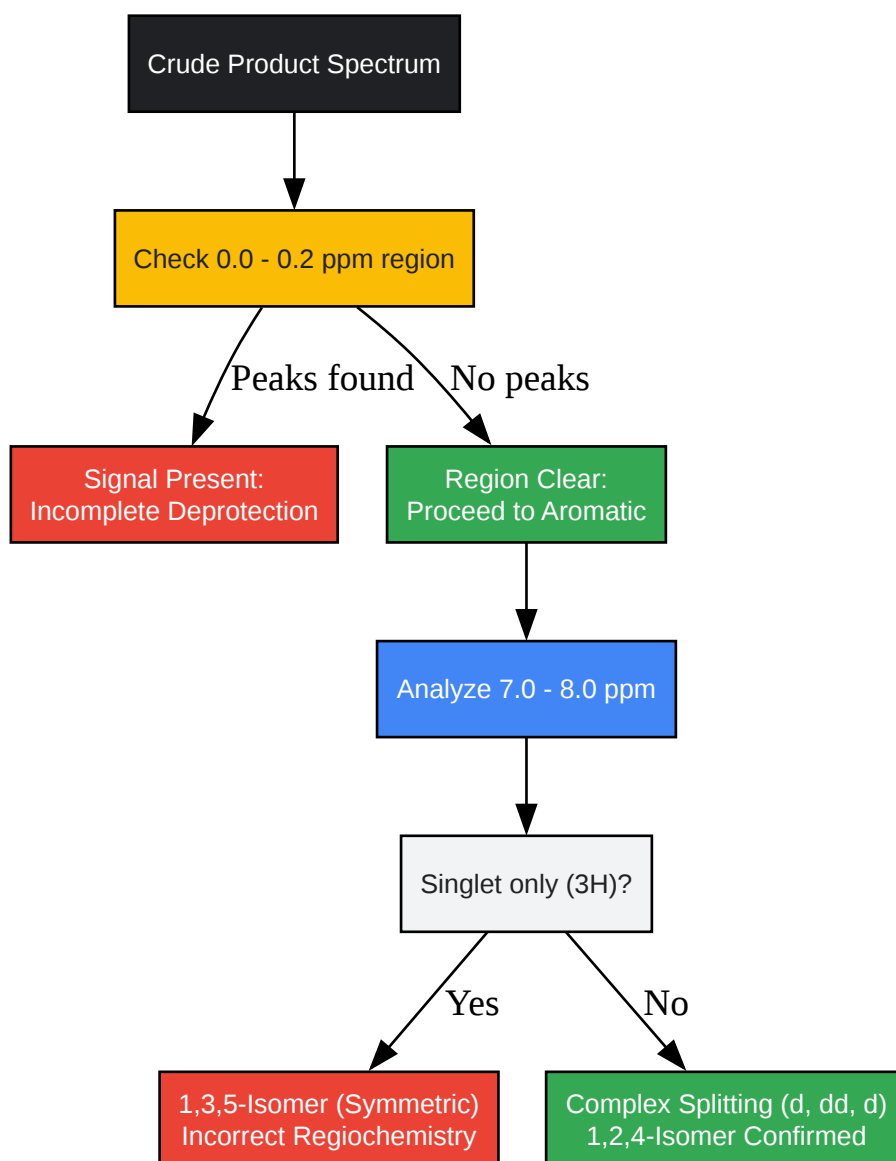 Crude Product Spectrum
Check 0.0 - 0.2 ppm region
Peaks found
No peaks
Signal Present:
Incomplete Deprotection
Region Clear:
Proceed to Aromatic
Analyze 7.0 - 8.0 ppm
Singlet only (3H)?
Yes
No
1,3,5-Isomer (Symmetric)
Incorrect Regiochemistry
Complex Splitting (d, dd, d)
1,2,4-Isomer Confirmed